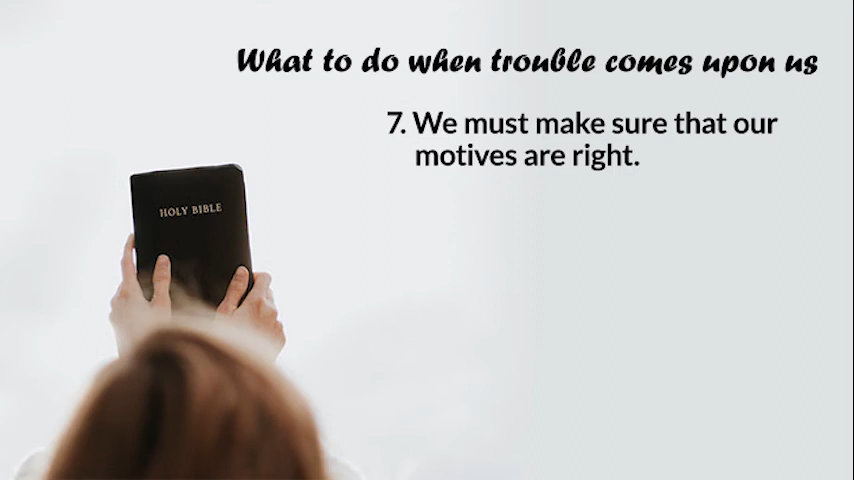 What to do when trouble comes upon us
7. We must make sure that our
motives are right.
HOLY BIBLE